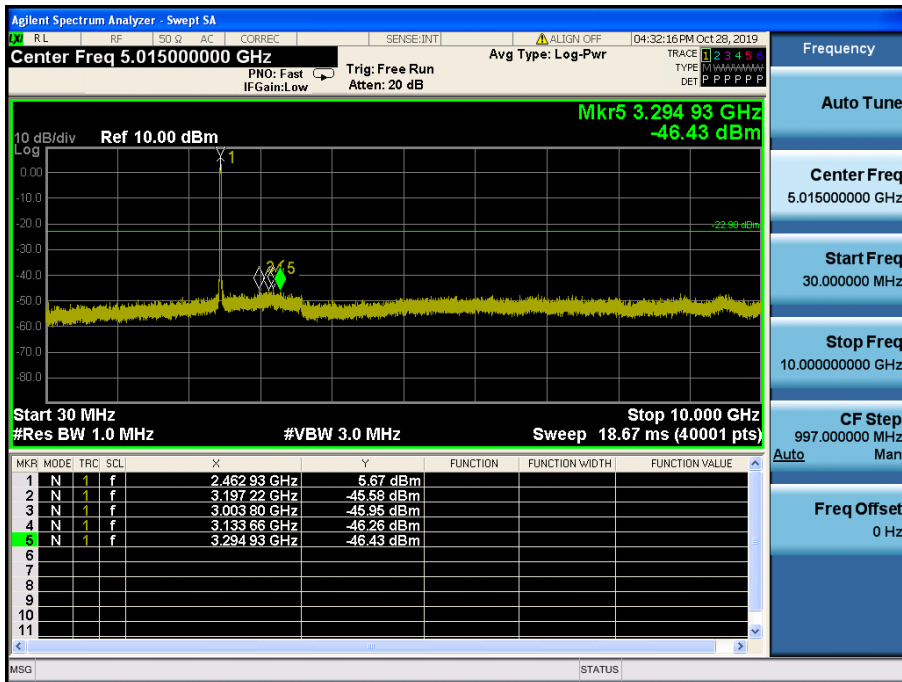 Agilent Spectrum Analyzer - Swept SA
LXI RL RF 50 Ω AC CORREC SENSE:INT ALIGN OFF 04:32:16 PM Oct 28, 2019
Center Freq 5.015000000 GHz
PNO: Fast
IFGain:Low
Trig: Free Run
Atten: 20 dB
Avg Type: Log-Pwr
TRACE 1 2 3 4 5 6
TYPE M
DET P P P P P P
Mkr5 3.294 93 GHz
-46.43 dBm
10 dB/div Ref 10.00 dBm
Log
1
0.00
-10.0
-20.0
-22.90 dBm
-30.0
-40.0
5
-50.0
-60.0
-70.0
-80.0
Start 30 MHz Stop 10.000 GHz
#Res BW 1.0 MHz #VBW 3.0 MHz Sweep 18.67 ms (40001 pts)
MKR MODE TRC SCL X Y FUNCTION FUNCTION WIDTH FUNCTION VALUE
1 N 1 f 2.462 93 GHz 5.67 dBm
2 N 1 f 3.197 22 GHz -45.58 dBm
3 N 1 f 3.003 80 GHz -45.95 dBm
4 N 1 f 3.133 66 GHz -46.26 dBm
5 N 1 f 3.294 93 GHz -46.43 dBm
6
7
8
9
10
11
MSG STATUS
Frequency
Auto Tune
Center Freq
5.015000000 GHz
Start Freq
30.000000 MHz
Stop Freq
10.000000000 GHz
CF Step
997.000000 MHz
Auto Man
Freq Offset
0 Hz